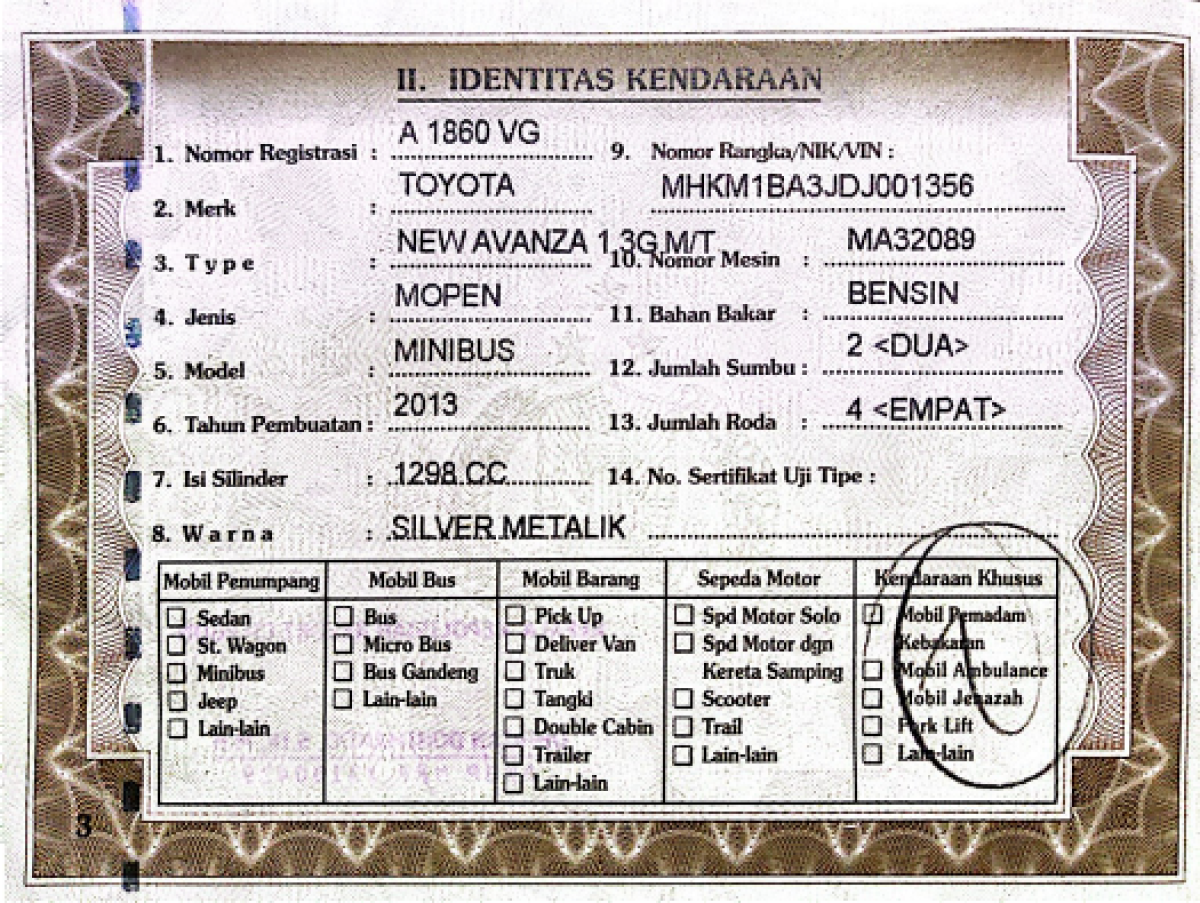 II. IDENTITAS KENDARAAN
1. Nomor Registrasi : A 1860 VG
2. Merk : TOYOTA
3. Type : NEW AVANZA 1.3G M/T
4. Jenis : MOPEN
5. Model : MINIBUS
6. Tahun Pembuatan : 2013
7. Isi Silinder : 1298 CC
8. Warna : SILVER METALIK
9. Nomor Rangka/NIK/VIN :
MHKM1BA3JDJ001356
10. Nomor Mesin : MA32089
11. Bahan Bakar : BENSIN
12. Jumlah Sumbu : 2 <DUA>
13. Jumlah Roda : 4 <EMPAT>
14. No. Sertifikat Uji Tipe :
Mobil Penumpang
Sedan
St. Wagon
Minibus
Jeep
Lain-lain
Mobil Bus
Bus
Micro Bus
Bus Gandeng
Lain-lain
Mobil Barang
Pick Up
Deliver Van
Truk
Tangki
Double Cabin
Trailer
Lain-lain
Sepeda Motor
Spd Motor Solo
Spd Motor dgn
Kereta Samping
Scooter
Trail
Lain-lain
Kendaraan Khusus
Mobil Pemadam
Kebakaran
Mobil Ambulance
Mobil Jenazah
Fork Lift
Lain-lain
3